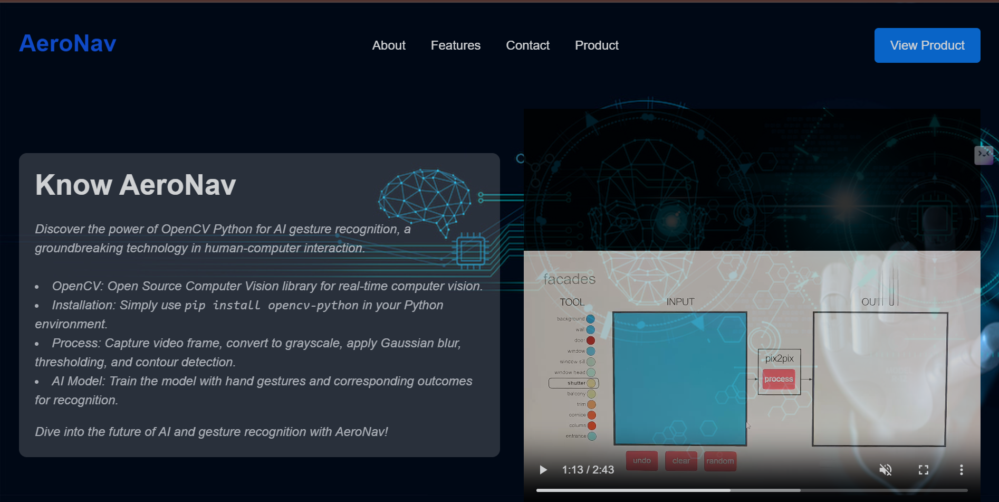 AeroNav
About
Features
Contact
Product
View Product
Know AeroNav
Discover the power of OpenCV Python for AI gesture recognition, a
groundbreaking technology in human-computer interaction.
• OpenCV: Open Source Computer Vision library for real-time computer vision.
• Installation: Simply use pip install opencv-python in your Python
environment.
• Process: Capture video frame, convert to grayscale, apply Gaussian blur,
thresholding, and contour detection.
• AI Model: Train the model with hand gestures and corresponding outcomes
for recognition.
Dive into the future of AI and gesture recognition with AeroNav!
facades
TOOL
INPUT
background
wall
door
window
window sill
window head
shutter
balcony
trim
cornice
column
entrance
pix2pix
process
undo
clear
random
1:13 / 2:43